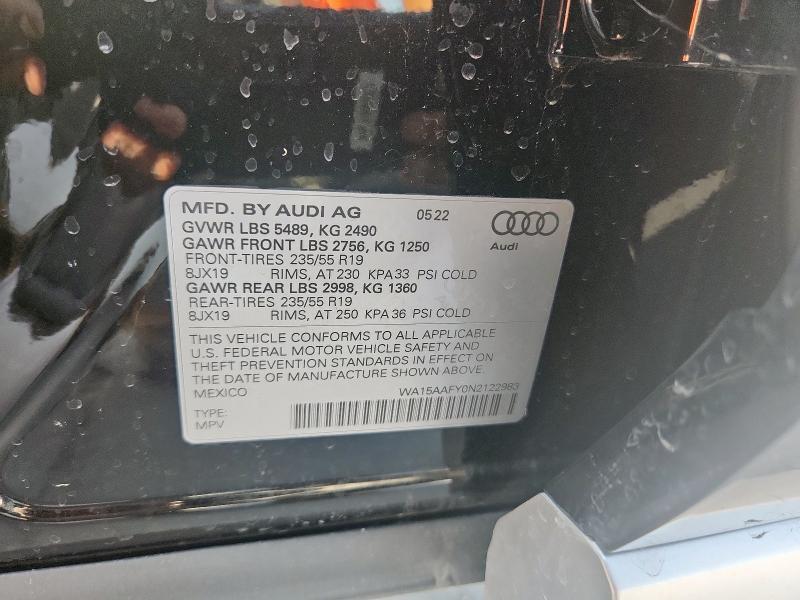 MFD. BY AUDI AG 05 22
GVWR LBS 5489, KG 2490
GAWR FRONT LBS 2756, KG 1250
Audi
FRONT-TIRES 235/55 R19
8JX19 RIMS, AT 230 KPA 33 PSI COLD
GAWR REAR LBS 2998, KG 1360
REAR-TIRES 235/55 R19
8JX19 RIMS, AT 250 KPA 36 PSI COLD
THIS VEHICLE CONFORMS TO ALL APPLICABLE
U.S. FEDERAL MOTOR VEHICLE SAFETY AND
THEFT PREVENTION STANDARDS IN EFFECT ON
THE DATE OF MANUFACTURE SHOWN ABOVE.
MEXICO WA15AAFY0N2122983
TYPE:
MPV